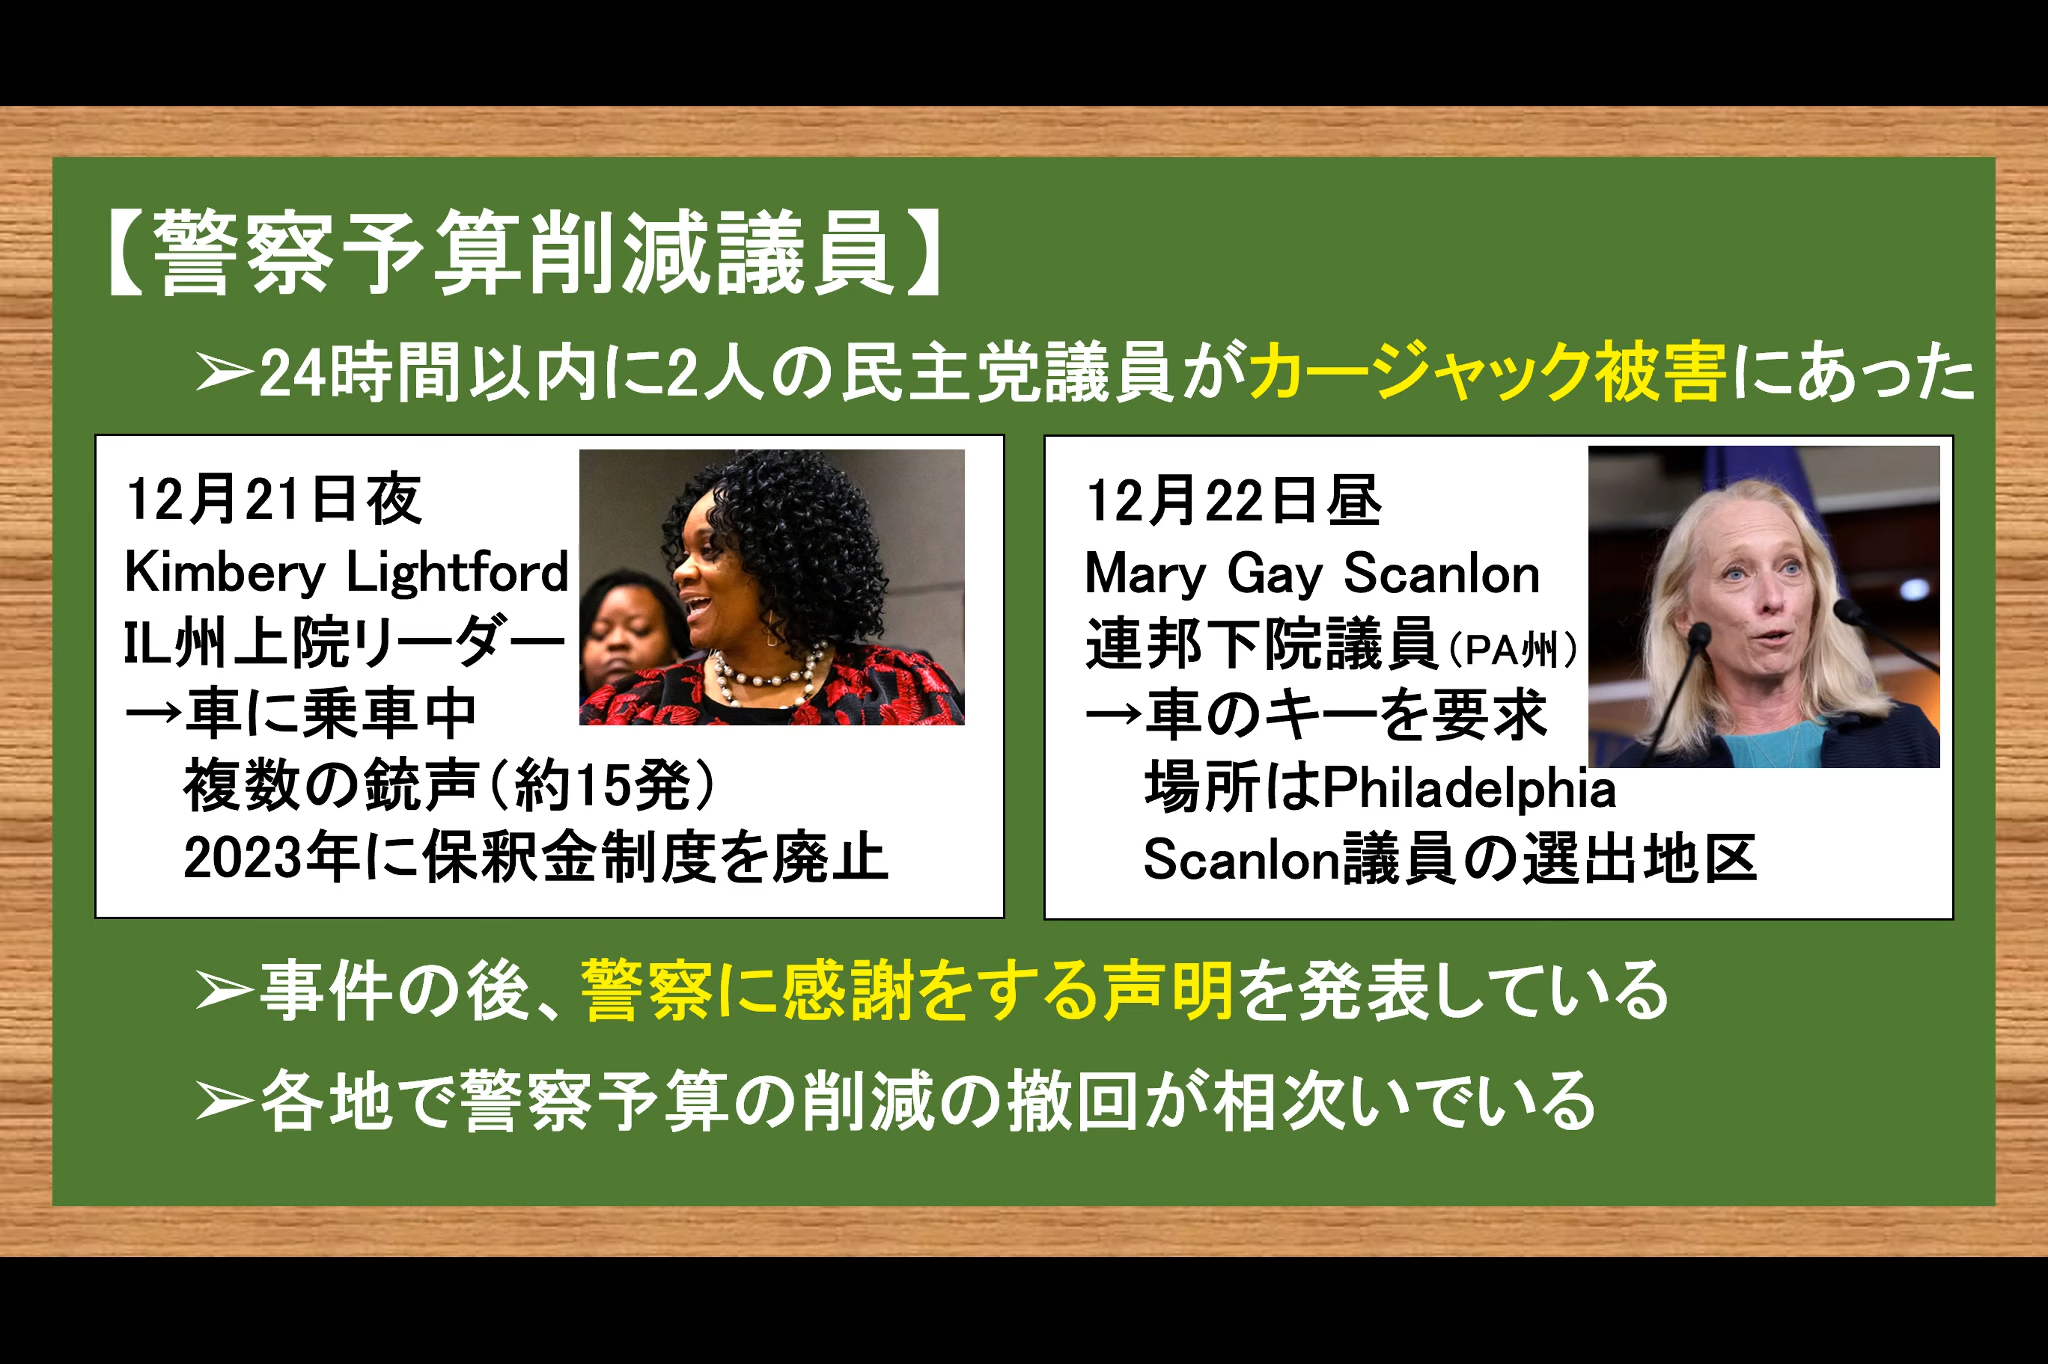 【警察予算削減議員】
➢24時間以内に2人の民主党議員がカージャック被害にあった
12月21日夜
Kimbery Lightford
IL州上院リーダー
→車に乗車中
複数の銃声（約15発）
2023年に保釈金制度を廃止
12月22日昼
Mary Gay Scanlon
連邦下院議員（PA州）
→車のキーを要求
場所はPhiladelphia
Scanlon議員の選出地区
➢事件の後、警察に感謝をする声明を発表している
➢各地で警察予算の削減の撤回が相次いでいる